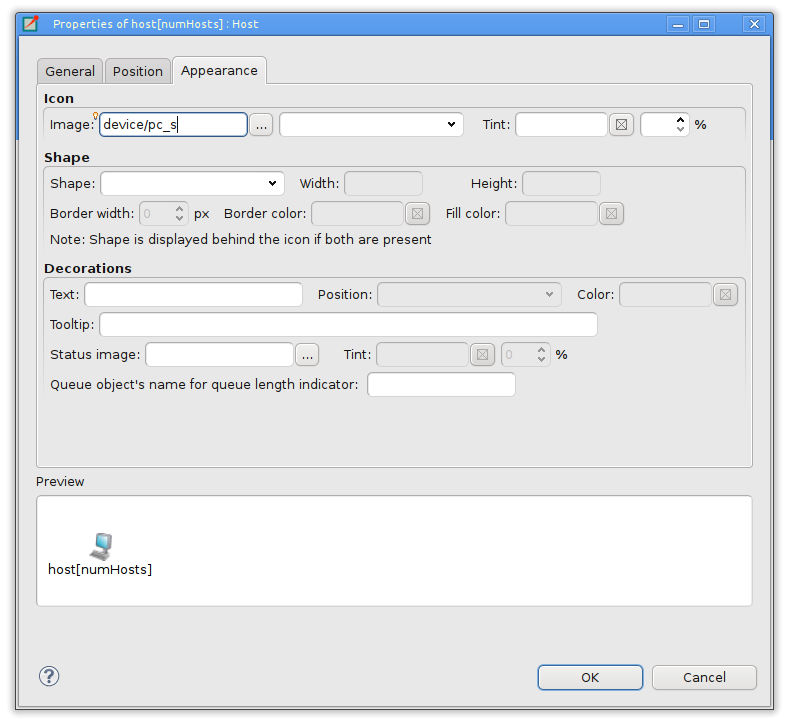 Properties of host[numHosts] : Host
General Position Appearance
Icon
Image: device/pc_s ... Tint: %
Shape
Shape: Width: Height:
Border width: 0 px Border color: Fill color:
Note: Shape is displayed behind the icon if both are present
Decorations
Text: Position: Color:
Tooltip:
Status image: ... Tint: 0 %
Queue object's name for queue length indicator:
Preview
host[numHosts]
? OK Cancel